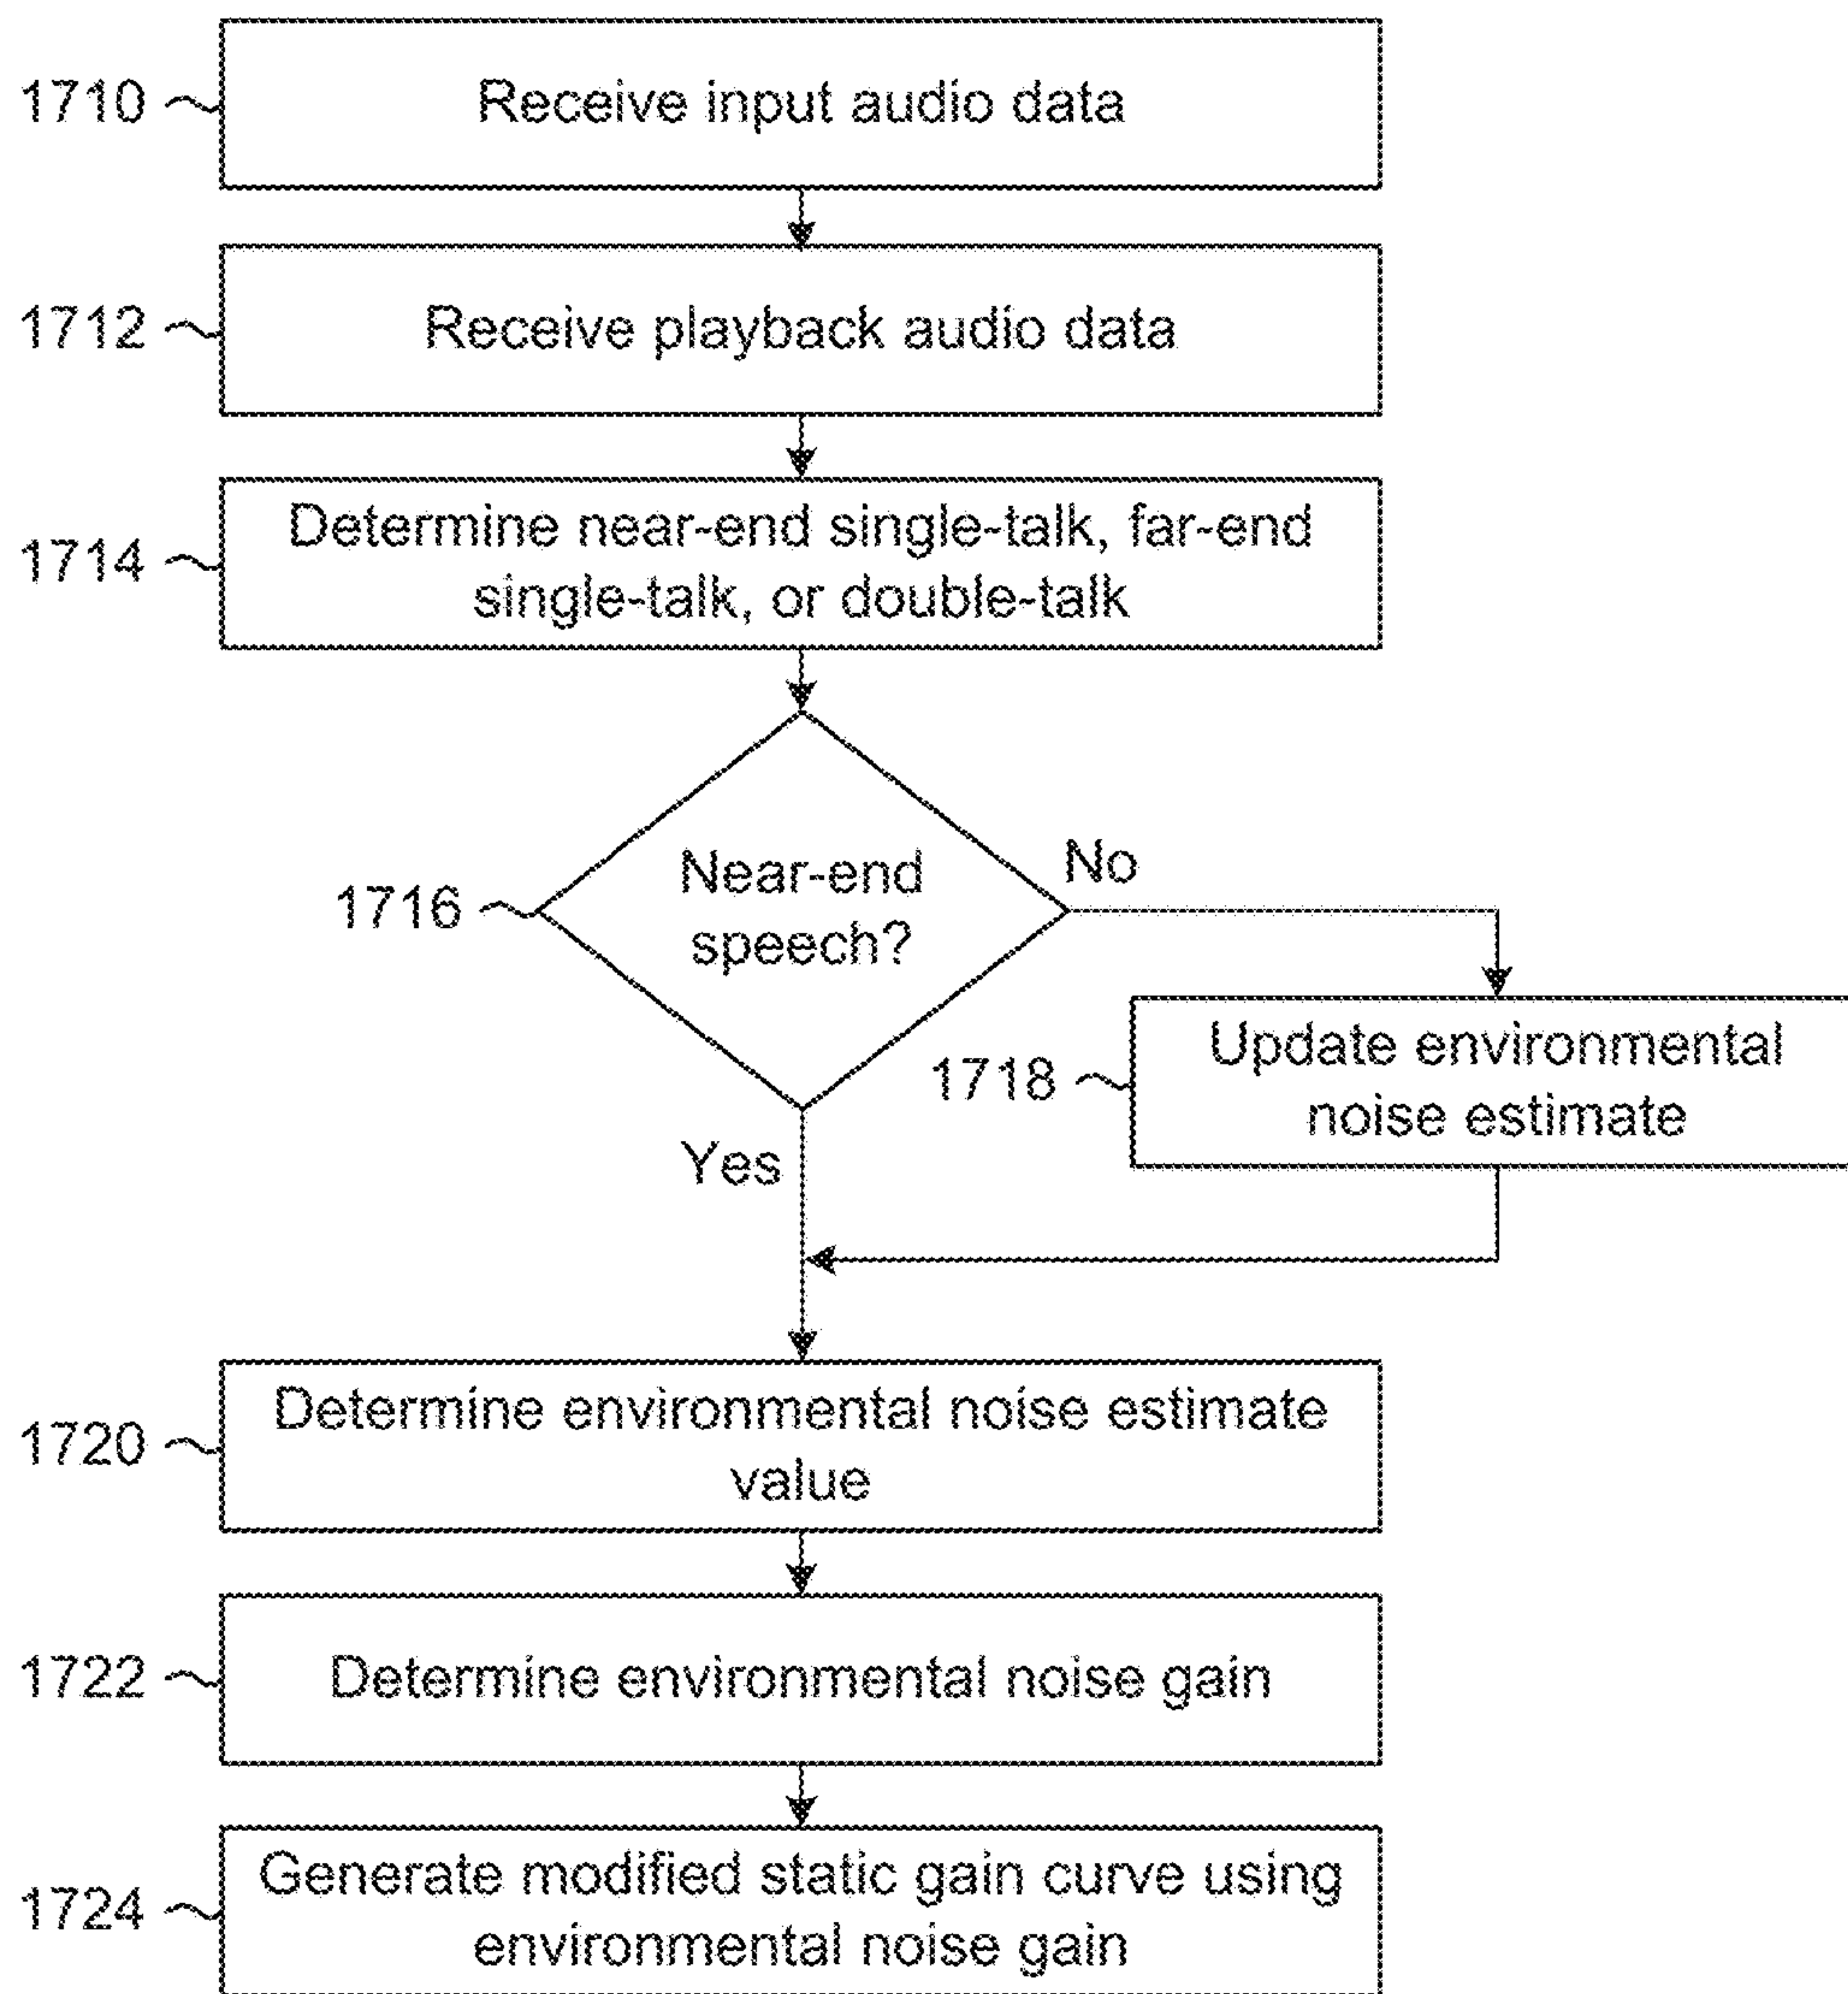 1710
Receive input audio data
1712
Receive playback audio data
1714
Determine near-end single-talk, far-end
single-talk, or double-talk
1716
Near-end
speech?
No
1718
Update environmental
noise estimate
Yes
1720
Determine environmental noise estimate
value
1722
Determine environmental noise gain
1724
Generate modified static gain curve using
environmental noise gain